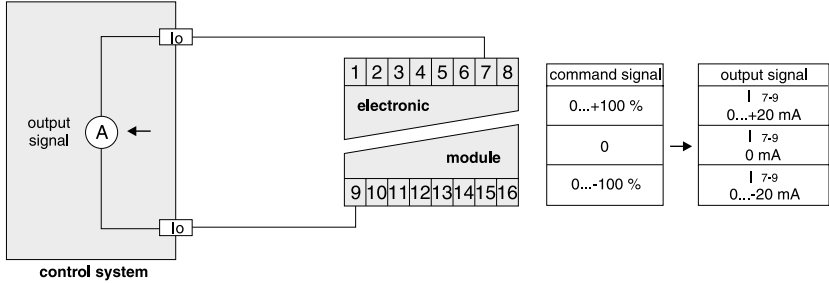 Io
1 2 3 4 5 6 7 8
electronic
module
9 10 11 12 13 14 15 16
output
signal
A
Io
control system
command signal
0...+100 %
0
0...-100 %
output signal
I 7-9
0...+20 mA
I 7-9
0 mA
I 7-9
0...-20 mA